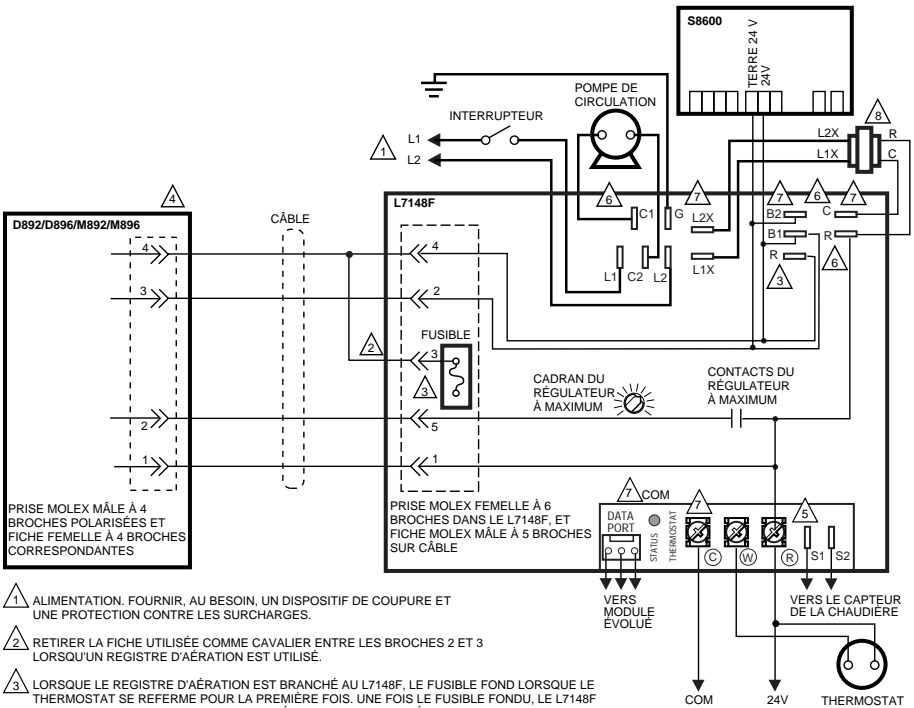 S8600
TERRE 24 V
24V
POMPE DE
CIRCULATION
INTERRUPTEUR
L1
L2
1
L2X
L1X
8
R
C
4
D892/D896/M892/M896
CÂBLE
L7148F
6
7
7
6
7
C1
G
L2X
B2
C
B1
R
R
L1
C2
L2
L1X
3
6
4
3
2
1
4
2
FUSIBLE
3
2
3
5
1
CADRAN DU
RÉGULATEUR
À MAXIMUM
CONTACTS DU
RÉGULATEUR
À MAXIMUM
PRISE MOLEX MÂLE À 4
BROCHES POLARISÉES ET
FICHE FEMELLE À 4 BROCHES
CORRESPONDANTES
PRISE MOLEX FEMELLE À 6
BROCHES DANS LE L7148F, ET
FICHE MOLEX MÂLE À 5 BROCHES
SUR CÂBLE
7
COM
7
5
DATA
PORT
STATUS
THERMOSTAT
C
W
R
S1
S2
VERS
MODULE
ÉVOLUÉ
VERS LE CAPTEUR
DE LA CHAUDIÈRE
COM
24V
THERMOSTAT
1 ALIMENTATION. FOURNIR, AU BESOIN, UN DISPOSITIF DE COUPURE ET
UNE PROTECTION CONTRE LES SURCHARGES.
2 RETIRER LA FICHE UTILISÉE COMME CAVALIER ENTRE LES BROCHES 2 ET 3
LORSQU'UN REGISTRE D'AÉRATION EST UTILISÉ.
3 LORSQUE LE REGISTRE D'AÉRATION EST BRANCHÉ AU L7148F, LE FUSIBLE FOND LORSQUE LE
THERMOSTAT SE REFERME POUR LA PREMIÈRE FOIS. UNE FOIS LE FUSIBLE FONDU, LE L7148F